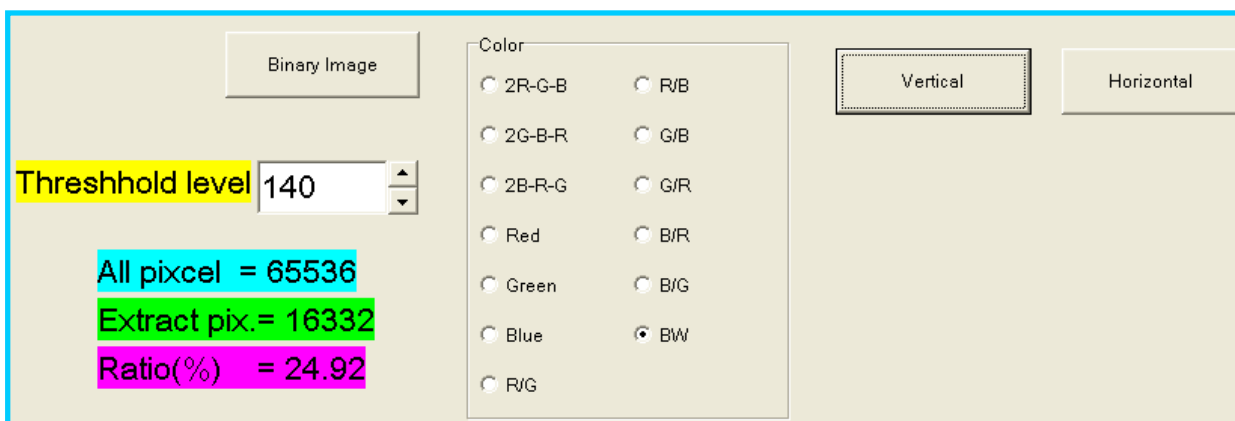 Binary Image
Threshhold level 140
All pixcel = 65536
Extract pix.= 16332
Ratio(%) = 24.92
Color
2R-G-B R/B
2G-B-R G/B
2B-R-G G/R
Red B/R
Green B/G
Blue BW
R/G
Vertical
Horizontal